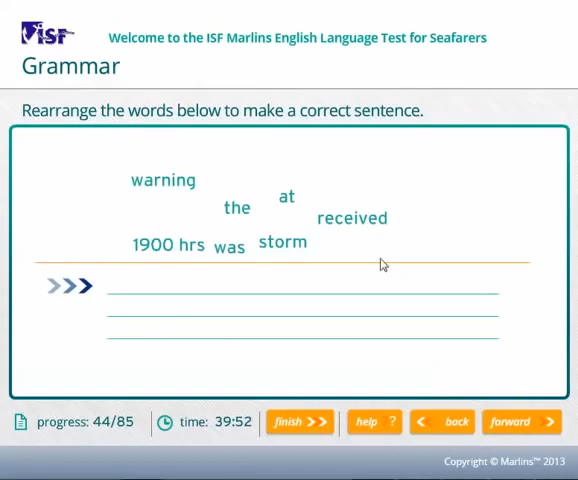 ISF
Welcome to the ISF Marlins English Language Test for Seafarers
Grammar
Rearrange the words below to make a correct sentence.
warning
at
the
received
1900 hrs was storm
progress: 44/85 time: 39:52 finish help ? back forward
Copyright © Marlins™ 2013